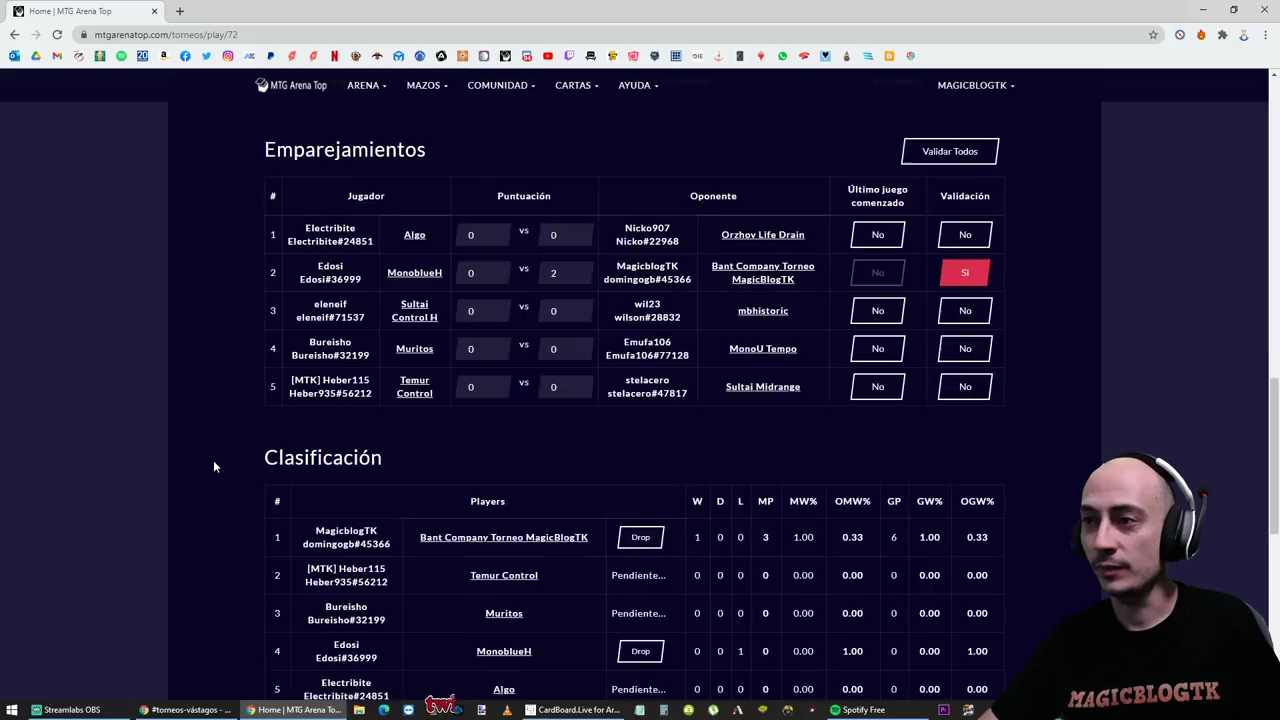 Home | MTG Arena Top
mtgarenatop.com/torneos/play/72
MTG Arena Top ARENA MAZOS COMUNIDAD CARTAS AYUDA MAGICBLOGTK
Emparejamientos Validar Todos
# Jugador Puntuación Oponente Último juego comenzado Validación
1 Electribite Electribite#24851 Algo 0 vs 0 Nicko907 Nicko#22968 Orzhov Life Drain No No
2 Edosi Edosi#36999 MonoblueH 0 vs 2 MagicblogTK domingogb#45366 Bant Company Torneo MagicBlogTK No Sì
3 eleneif eleneif#71537 Sultai Control H 0 vs 0 wil23 wilson#28832 mbhistoric No No
4 Bureisho Bureisho#32199 Muritos 0 vs 0 Emufa106 Emufa106#77128 MonoU Tempo No No
5 [MTK] Heber115 Heber935#56212 Temur Control 0 vs 0 stelacero stelacero#47817 Sultai Midrange No No
Clasificación
# Players W D L MP MW% OMW% GP GW% OGW%
1 MagicblogTK domingogb#45366 Bant Company Torneo MagicBlogTK Drop 1 0 0 3 1.00 0.33 6 1.00 0.33
2 [MTK] Heber115 Heber935#56212 Temur Control Pendiente... 0 0 0 0 0.00 0.00 0 0.00 0.00
3 Bureisho Bureisho#32199 Muritos Pendiente... 0 0 0 0 0.00 0.00 0 0.00 0.00
4 Edosi Edosi#36999 MonoblueH Drop 0 0 1 0 0.00 1.00 0 0.00 1.00
5 Electribite Electribite#24851 Algo Pendiente... 0 0 0 0 0.00 0.00 0 0.00 0.00
MAGICBLOGTK
Streamlabs OBS #torneos-vástagos - ... Home | MTG Arena To... CardBoard.Live for Ar... Spotify Free